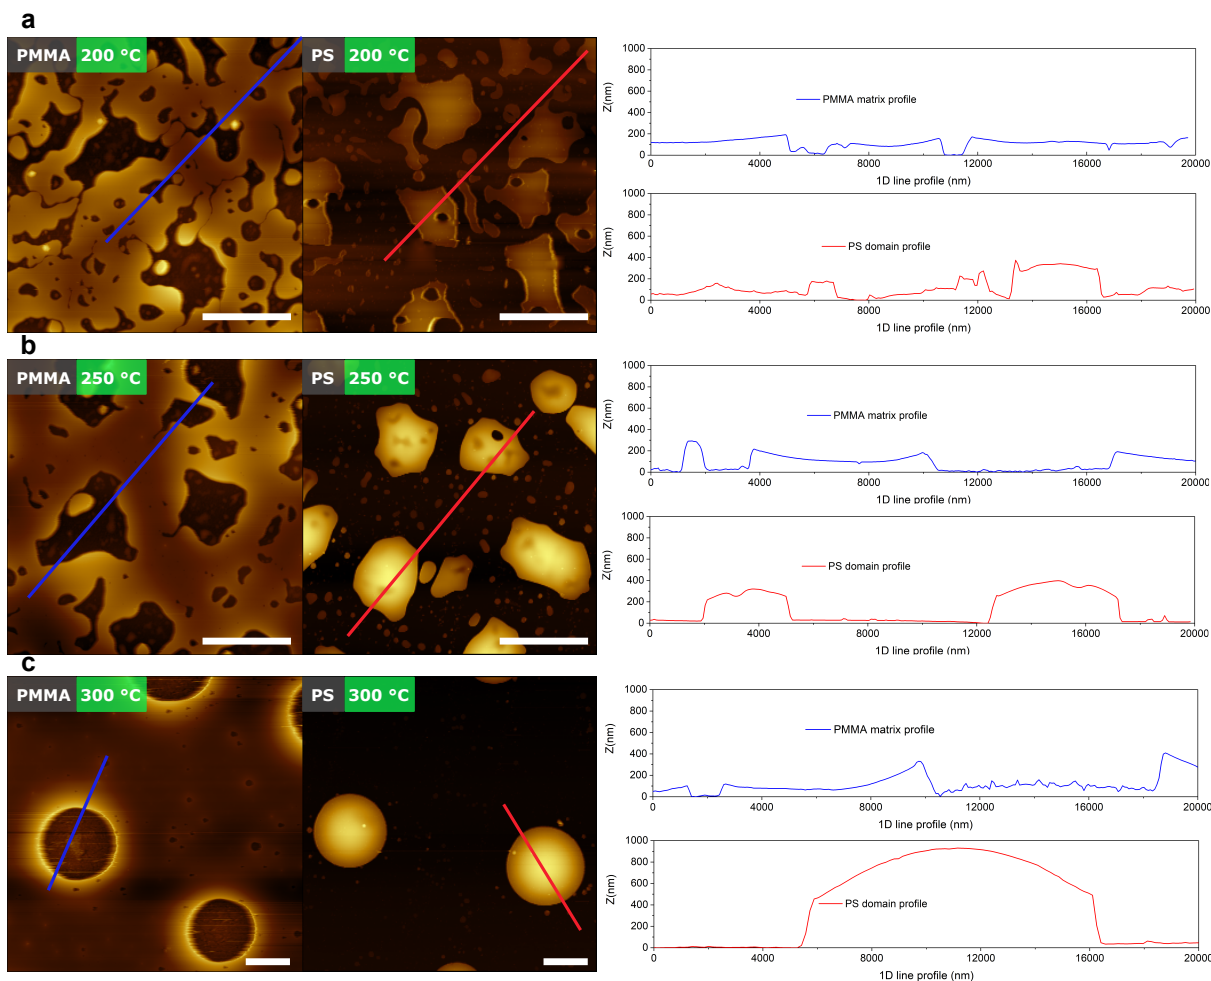 a
PMMA 200 °C
PS 200 °C
1000
800
600
400
200
0
Z(nm)
PMMA matrix profile
0 4000 8000 12000 16000 20000
1D line profile (nm)
1000
800
600
400
200
0
Z(nm)
PS domain profile
0 4000 8000 12000 16000 20000
1D line profile (nm)
b
PMMA 250 °C
PS 250 °C
1000
800
600
400
200
0
Z(nm)
PMMA matrix profile
0 4000 8000 12000 16000 20000
1D line profile (nm)
1000
800
600
400
200
0
Z(nm)
PS domain profile
0 4000 8000 12000 16000 20000
1D line profile (nm)
c
PMMA 300 °C
PS 300 °C
1000
800
600
400
200
0
Z(nm)
PMMA matrix profile
0 4000 8000 12000 16000 20000
1D line profile (nm)
1000
800
600
400
200
0
Z(nm)
PS domain profile
0 4000 8000 12000 16000 20000
1D line profile (nm)